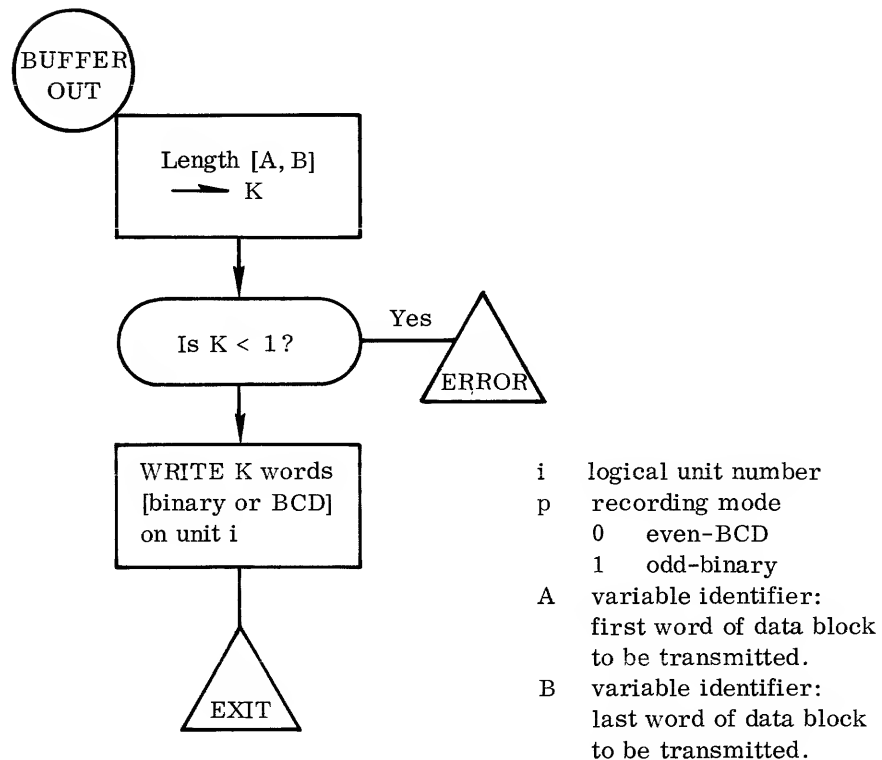 BUFFER
OUT
Length [A, B]
→ K
Is K < 1?
Yes
ERROR
WRITE K words
[binary or BCD]
on unit i
EXIT
i logical unit number
p recording mode
0 even-BCD
1 odd-binary
A variable identifier:
first word of data block
to be transmitted.
B variable identifier:
last word of data block
to be transmitted.